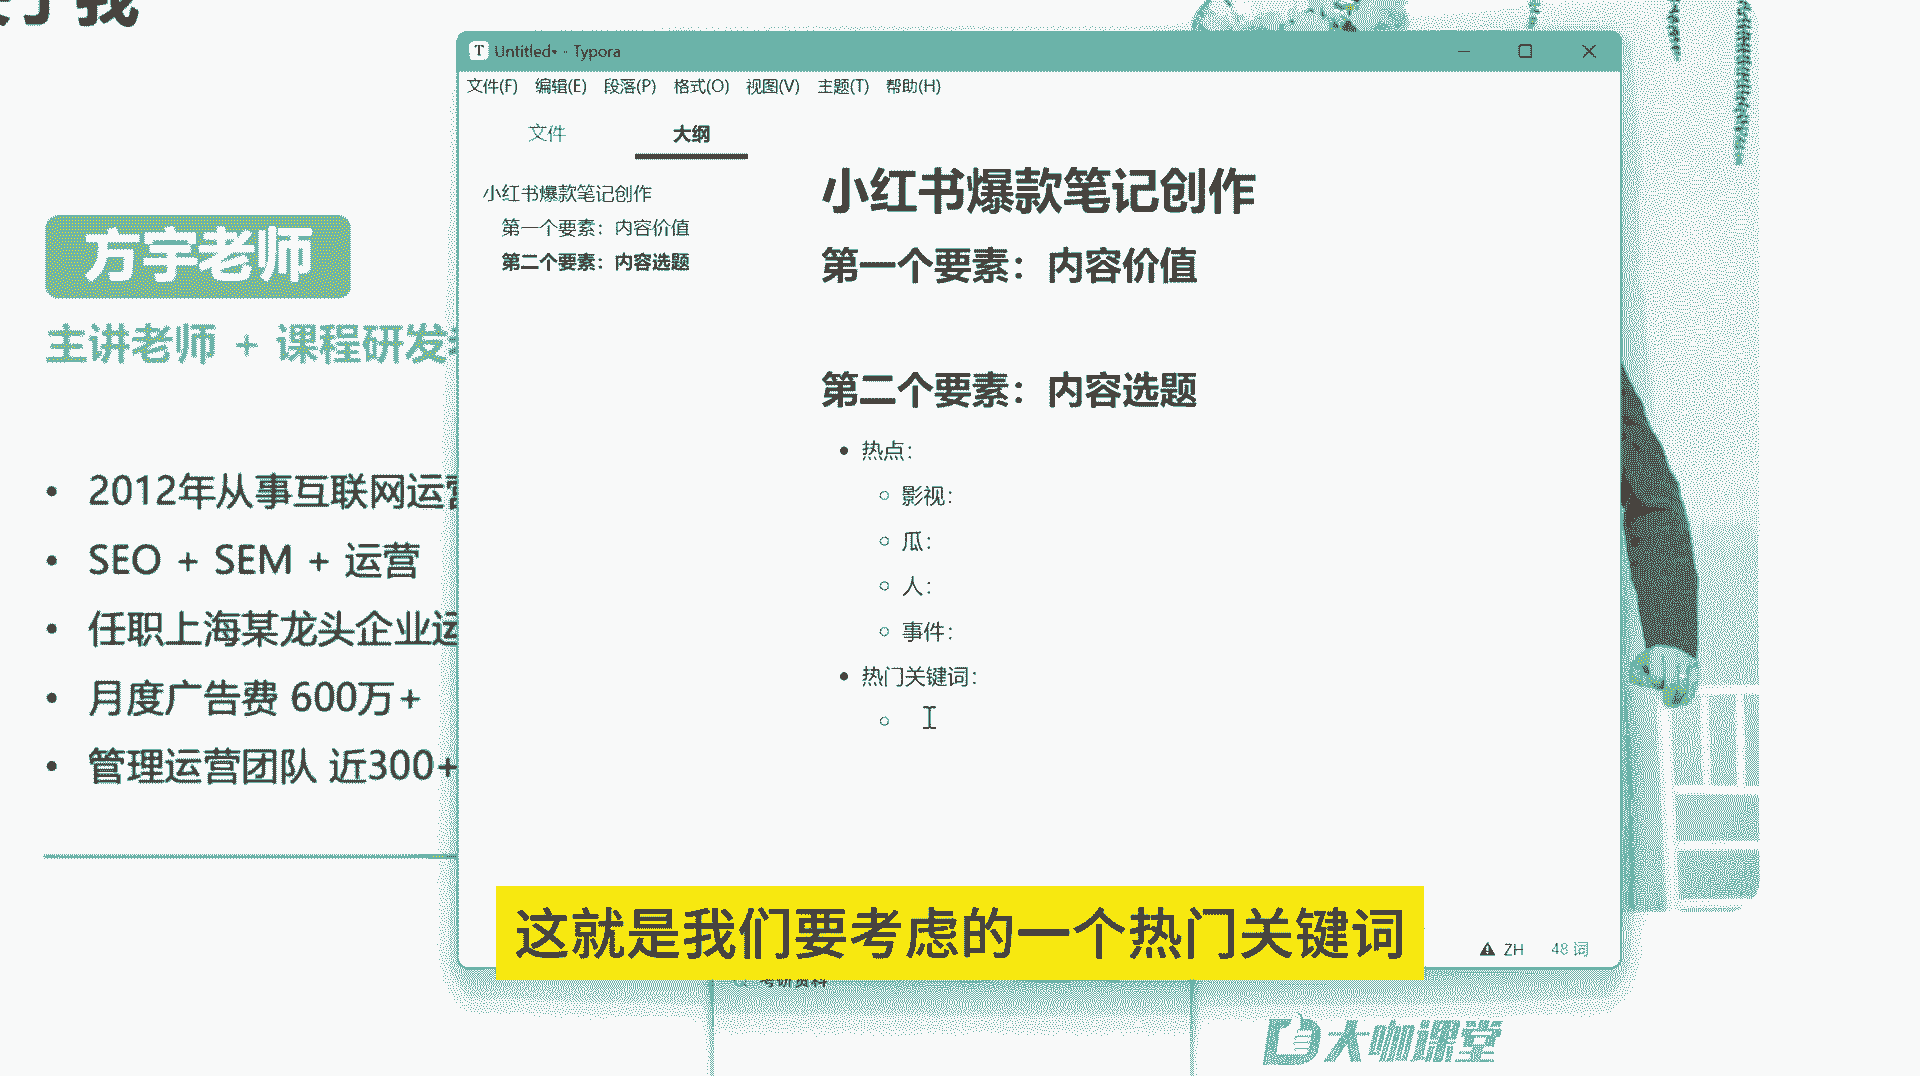 Untitled• - Typora
文件(F) 编辑(E) 段落(P) 格式(O) 视图(V) 主题(T) 帮助(H)
文件 大纲
小红书爆款笔记创作
第一个要素：内容价值
第二个要素：内容选题
小红书爆款笔记创作
第一个要素：内容价值
第二个要素：内容选题
热点：
影视：
瓜：
人：
事件：
热门关键词：
方宇老师
主讲老师 + 课程研发
2012年从事互联网运营
SEO + SEM + 运营
任职上海某龙头企业运
月度广告费 600万+
管理运营团队 近300+
这就是我们要考虑的一个热门关键词
ZH 48 词
考研资料
大咖课堂